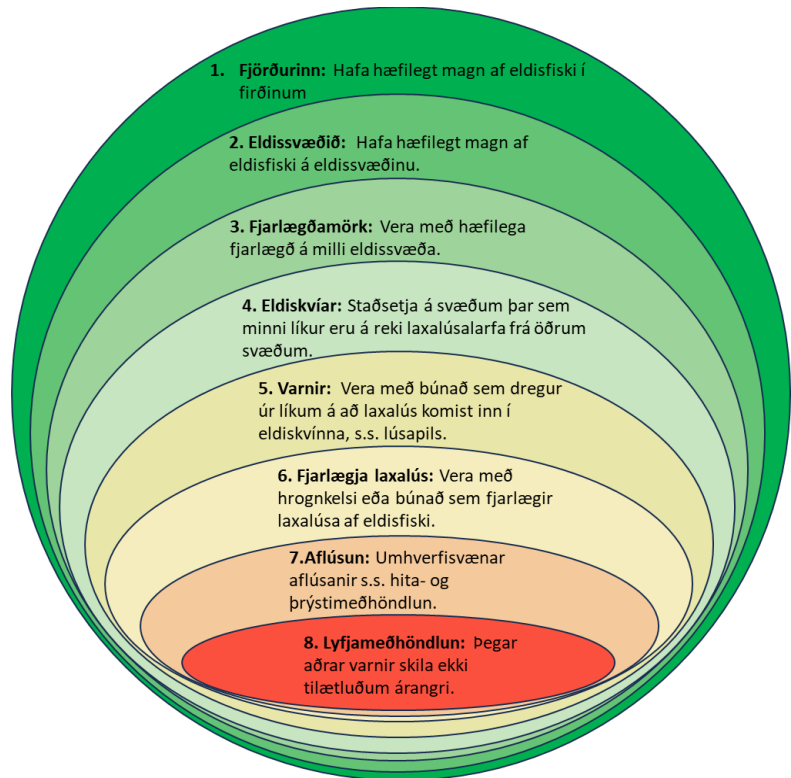 1. Fjörðurinn: Hafa hæfilegt magn af eldisfiski í
firðinum
2. Eldissvæðið: Hafa hæfilegt magn af
eldisfiski á eldissvæðinu.
3. Fjarlægðamörk: Vera með hæfilega
fjarlægð á milli eldissvæða.
4. Eldiskvíar: Staðsetja á svæðum þar sem
minni líkur eru á reki laxalúsalarfa frá öðrum
svæðum.
5. Varnir: Vera með búnað sem dregur
úr líkum á að laxalús komist inn í
eldiskvínna, s.s. lúsapils.
6. Fjarlægja laxalús: Vera með
hrognkelsi eða búnað sem fjarlægir
laxalúsa af eldisfiski.
7.Aflúsun: Umhverfisvænar
aflúsanir s.s. hita- og
þrýstimeðhöndlun.
8. Lyfjameðhöndlun: Þegar
aðrar varnir skila ekki
tilætluðum árangri.